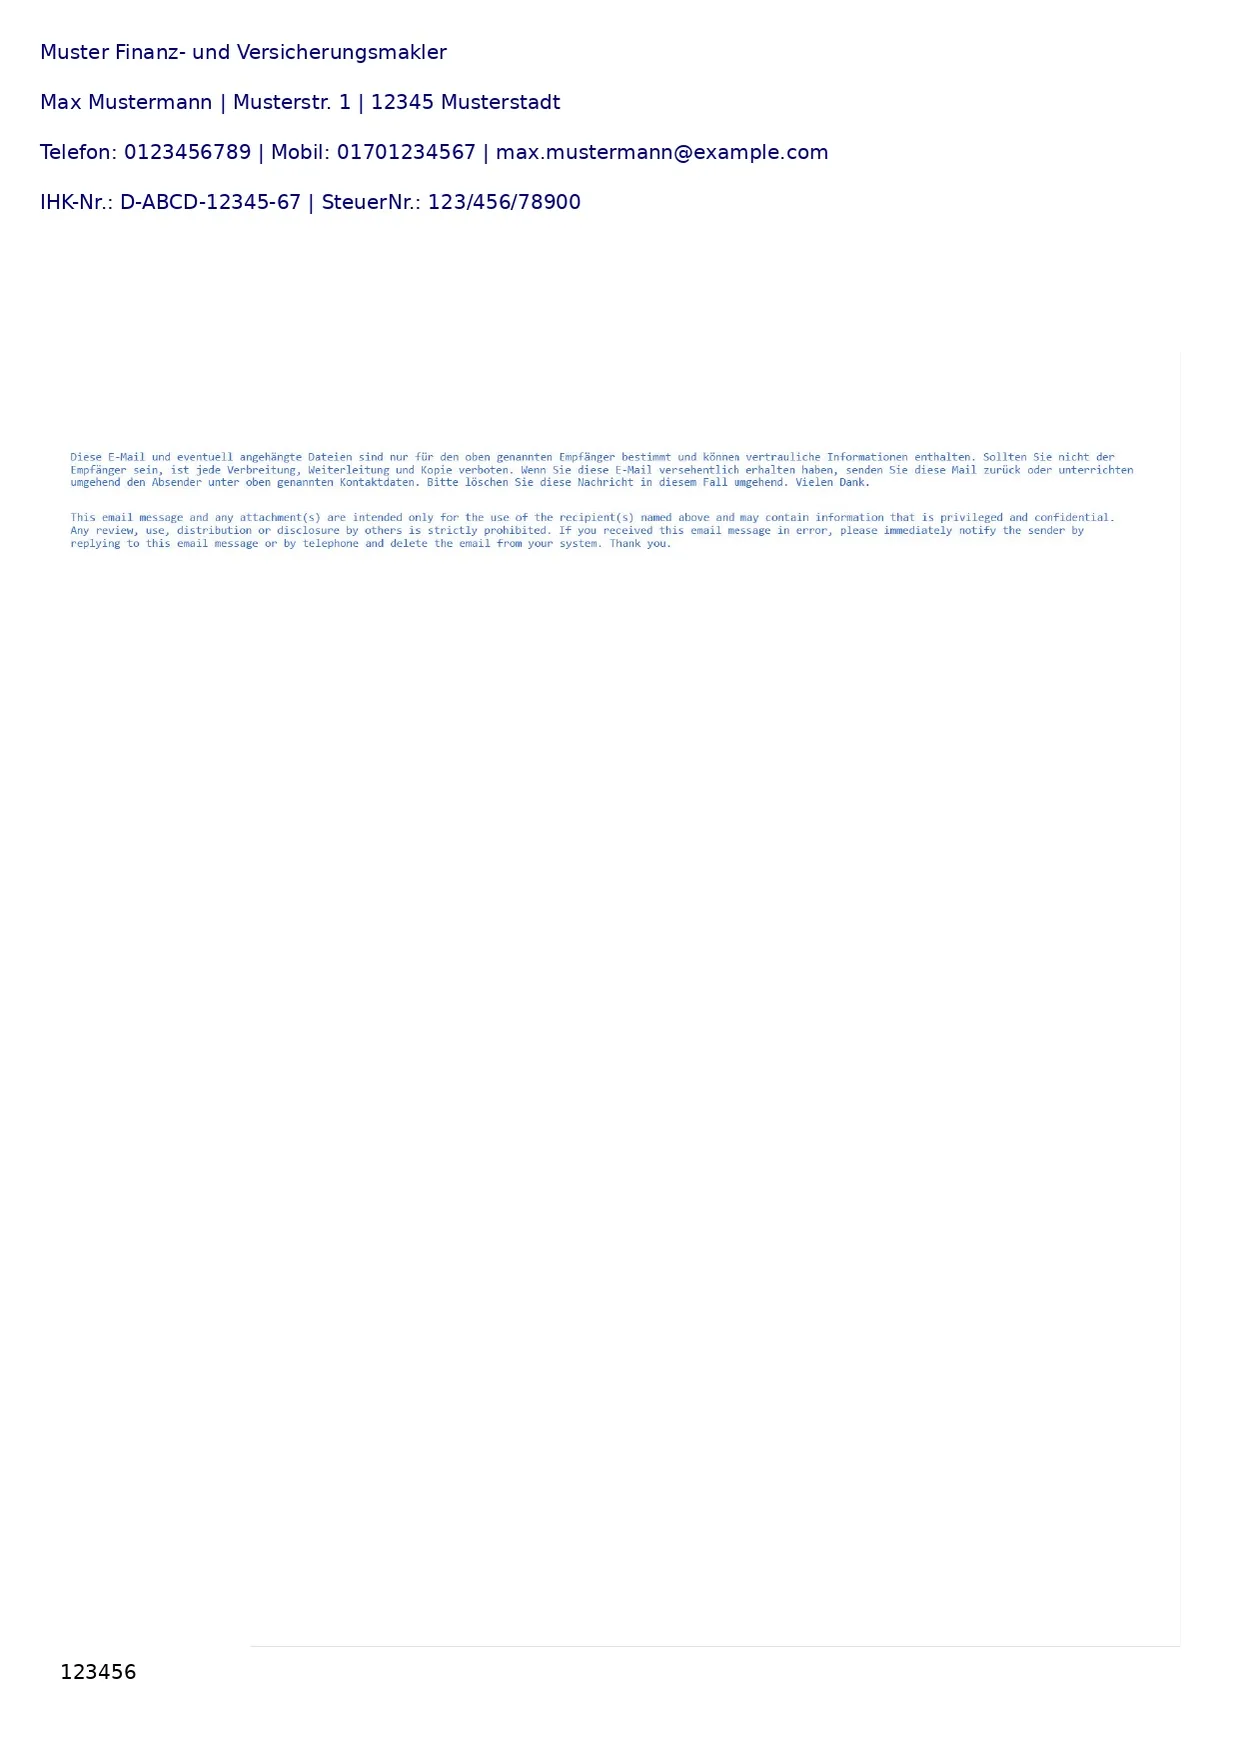 Muster Finanz- und Versicherungsmakler
Max Mustermann | Musterstr. 1 | 12345 Musterstadt
Telefon: 0123456789 | Mobil: 01701234567 | max.mustermann@example.com
IHK-Nr.: D-ABCD-12345-67 | SteuerNr.: 123/456/78900
Diese E-Mail und eventuell angehängte Dateien sind nur für den oben genannten Empfänger bestimmt und können vertrauliche Informationen enthalten. Sollten Sie nicht der
Empfänger sein, ist jede Verbreitung, Weiterleitung und Kopie verboten. Wenn Sie diese E-Mail versehentlich erhalten haben, senden Sie diese Mail zurück oder unterrichten
umgehend den Absender unter oben genannten Kontaktdaten. Bitte löschen Sie diese Nachricht in diesem Fall umgehend. Vielen Dank.
This email message and any attachment(s) are intended only for the use of the recipient(s) named above and may contain information that is privileged and confidential.
Any review, use, distribution or disclosure by others is strictly prohibited. If you received this email message in error, please immediately notify the sender by
replying to this email message or by telephone and delete the email from your system. Thank you.
123456